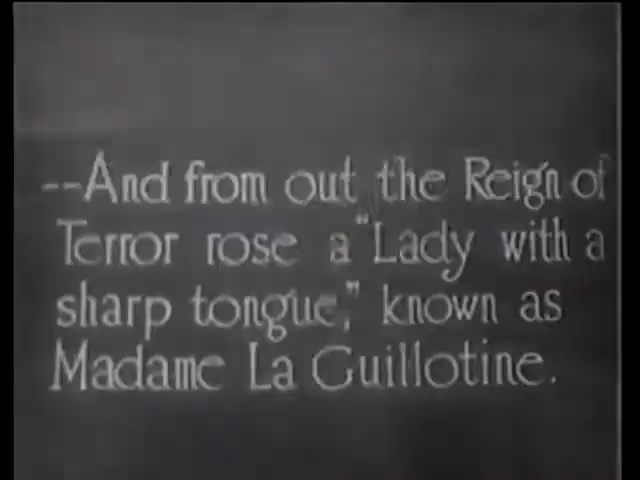 --And from out the Reign of
Terror rose a "Lady with a
sharp tongue," known as
Madame La Guillotine.